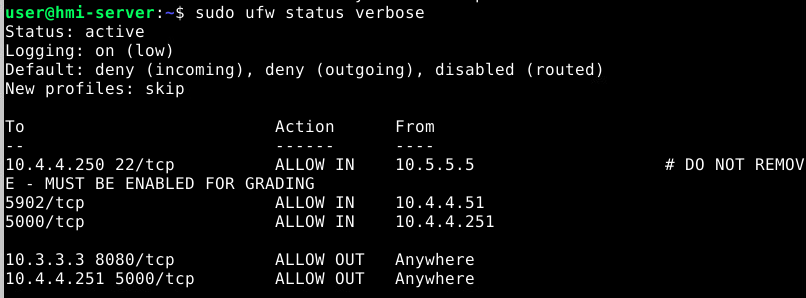 user@hmi-server:~$ sudo ufw status verbose
Status: active
Logging: on (low)
Default: deny (incoming), deny (outgoing), disabled (routed)
New profiles: skip
To                         Action      From
--                         ------      ----
10.4.4.250 22/tcp          ALLOW IN    10.5.5.5                   # DO NOT REMOV
E - MUST BE ENABLED FOR GRADING
5902/tcp                   ALLOW IN    10.4.4.51
5000/tcp                   ALLOW IN    10.4.4.251
10.3.3.3 8080/tcp          ALLOW OUT   Anywhere
10.4.4.251 5000/tcp        ALLOW OUT   Anywhere